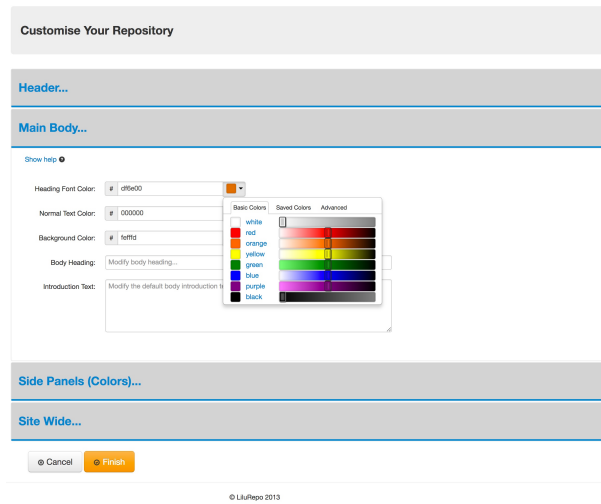 Customise Your Repository
Header...
Main Body...
Show help
Heading Font Color: # df6e00
Basic Colors Saved Colors Advanced
Normal Text Color: # 000000
white
red
orange
Background Color: # fefffd
yellow
Body Heading: Modify body heading...
green
blue
Introduction Text: Modify the default body introduction
purple
black
Side Panels (Colors)...
Site Wide...
Cancel Finish
© LiluRepo 2013